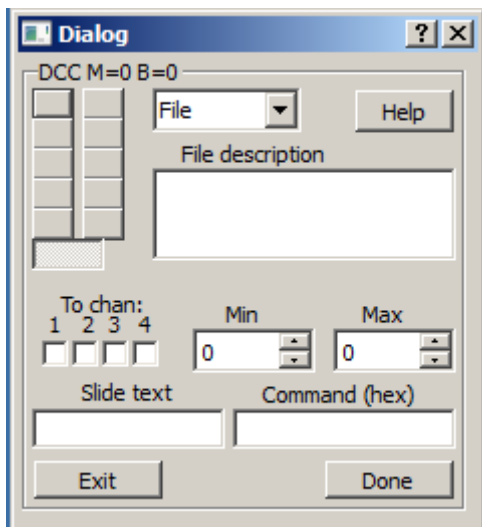 Dialog
DCC M=0 B=0
File
Help
File description
To chan:
1 2 3 4
Min
Max
0
0
Slide text
Command (hex)
Exit
Done